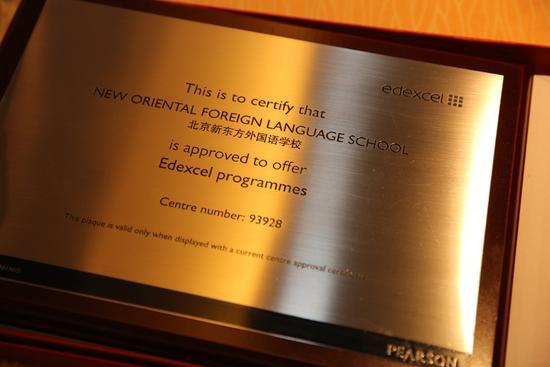 edexcel
This is to certify that
NEW ORIENTAL FOREIGN LANGUAGE SCHOOL
北京新东方外国语学校
is approved to offer
Edexcel programmes
Centre number: 93928
This plaque is valid only when displayed with a current centre approval certificate
PEARSON